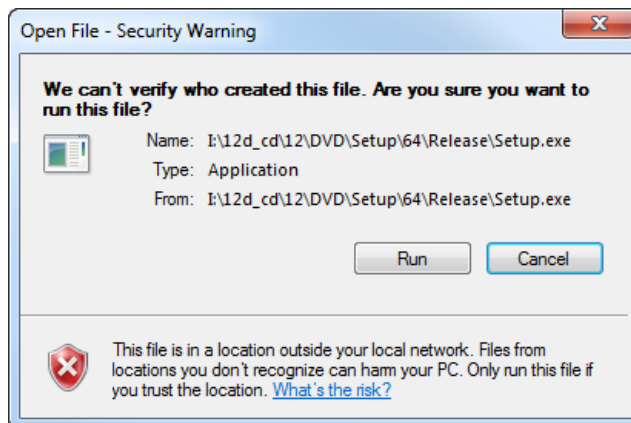 Open File - Security Warning
We can't verify who created this file. Are you sure you want to
run this file?
Name: I:\12d_cd\12\DVD\Setup\64\Release\Setup.exe
Type: Application
From: I:\12d_cd\12\DVD\Setup\64\Release\Setup.exe
Run Cancel
This file is in a location outside your local network. Files from
locations you don't recognize can harm your PC. Only run this file if
you trust the location. What's the risk?